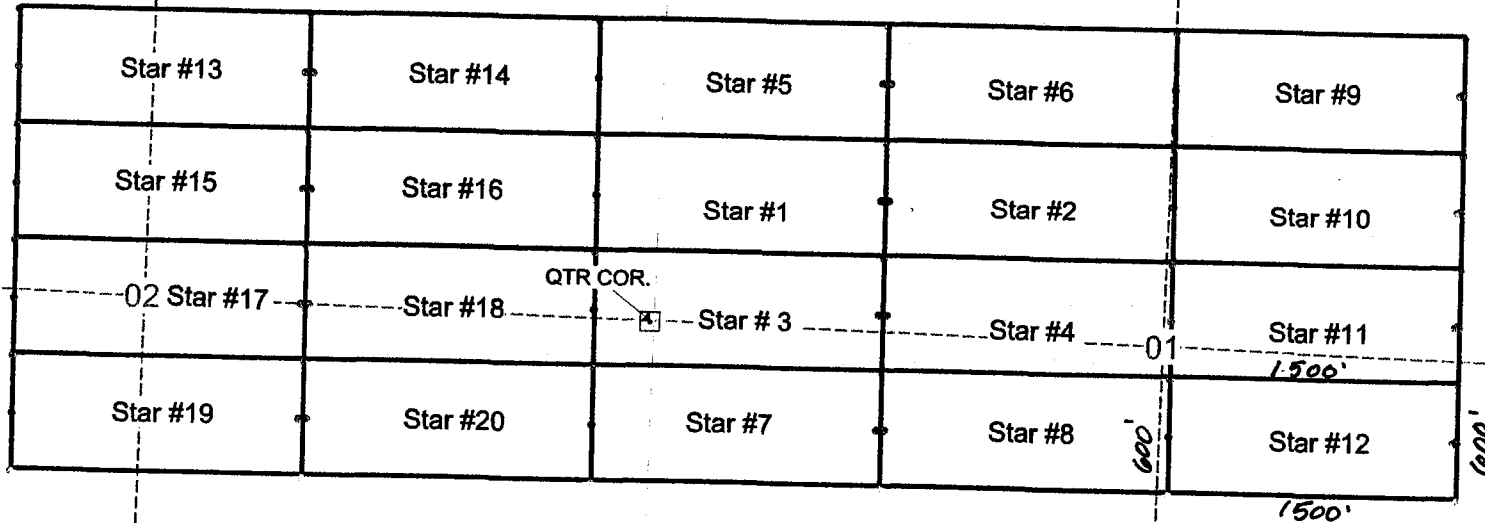 Star #13
Star #14
Star #5
Star #6
Star #9
Star #15
Star #16
Star #1
Star #2
Star #10
QTR COR.
02 Star #17
Star #18
Star # 3
Star #4
01
Star #11
1500'
Star #19
Star #20
Star #7
Star #8
600'
Star #12
600'
1500'